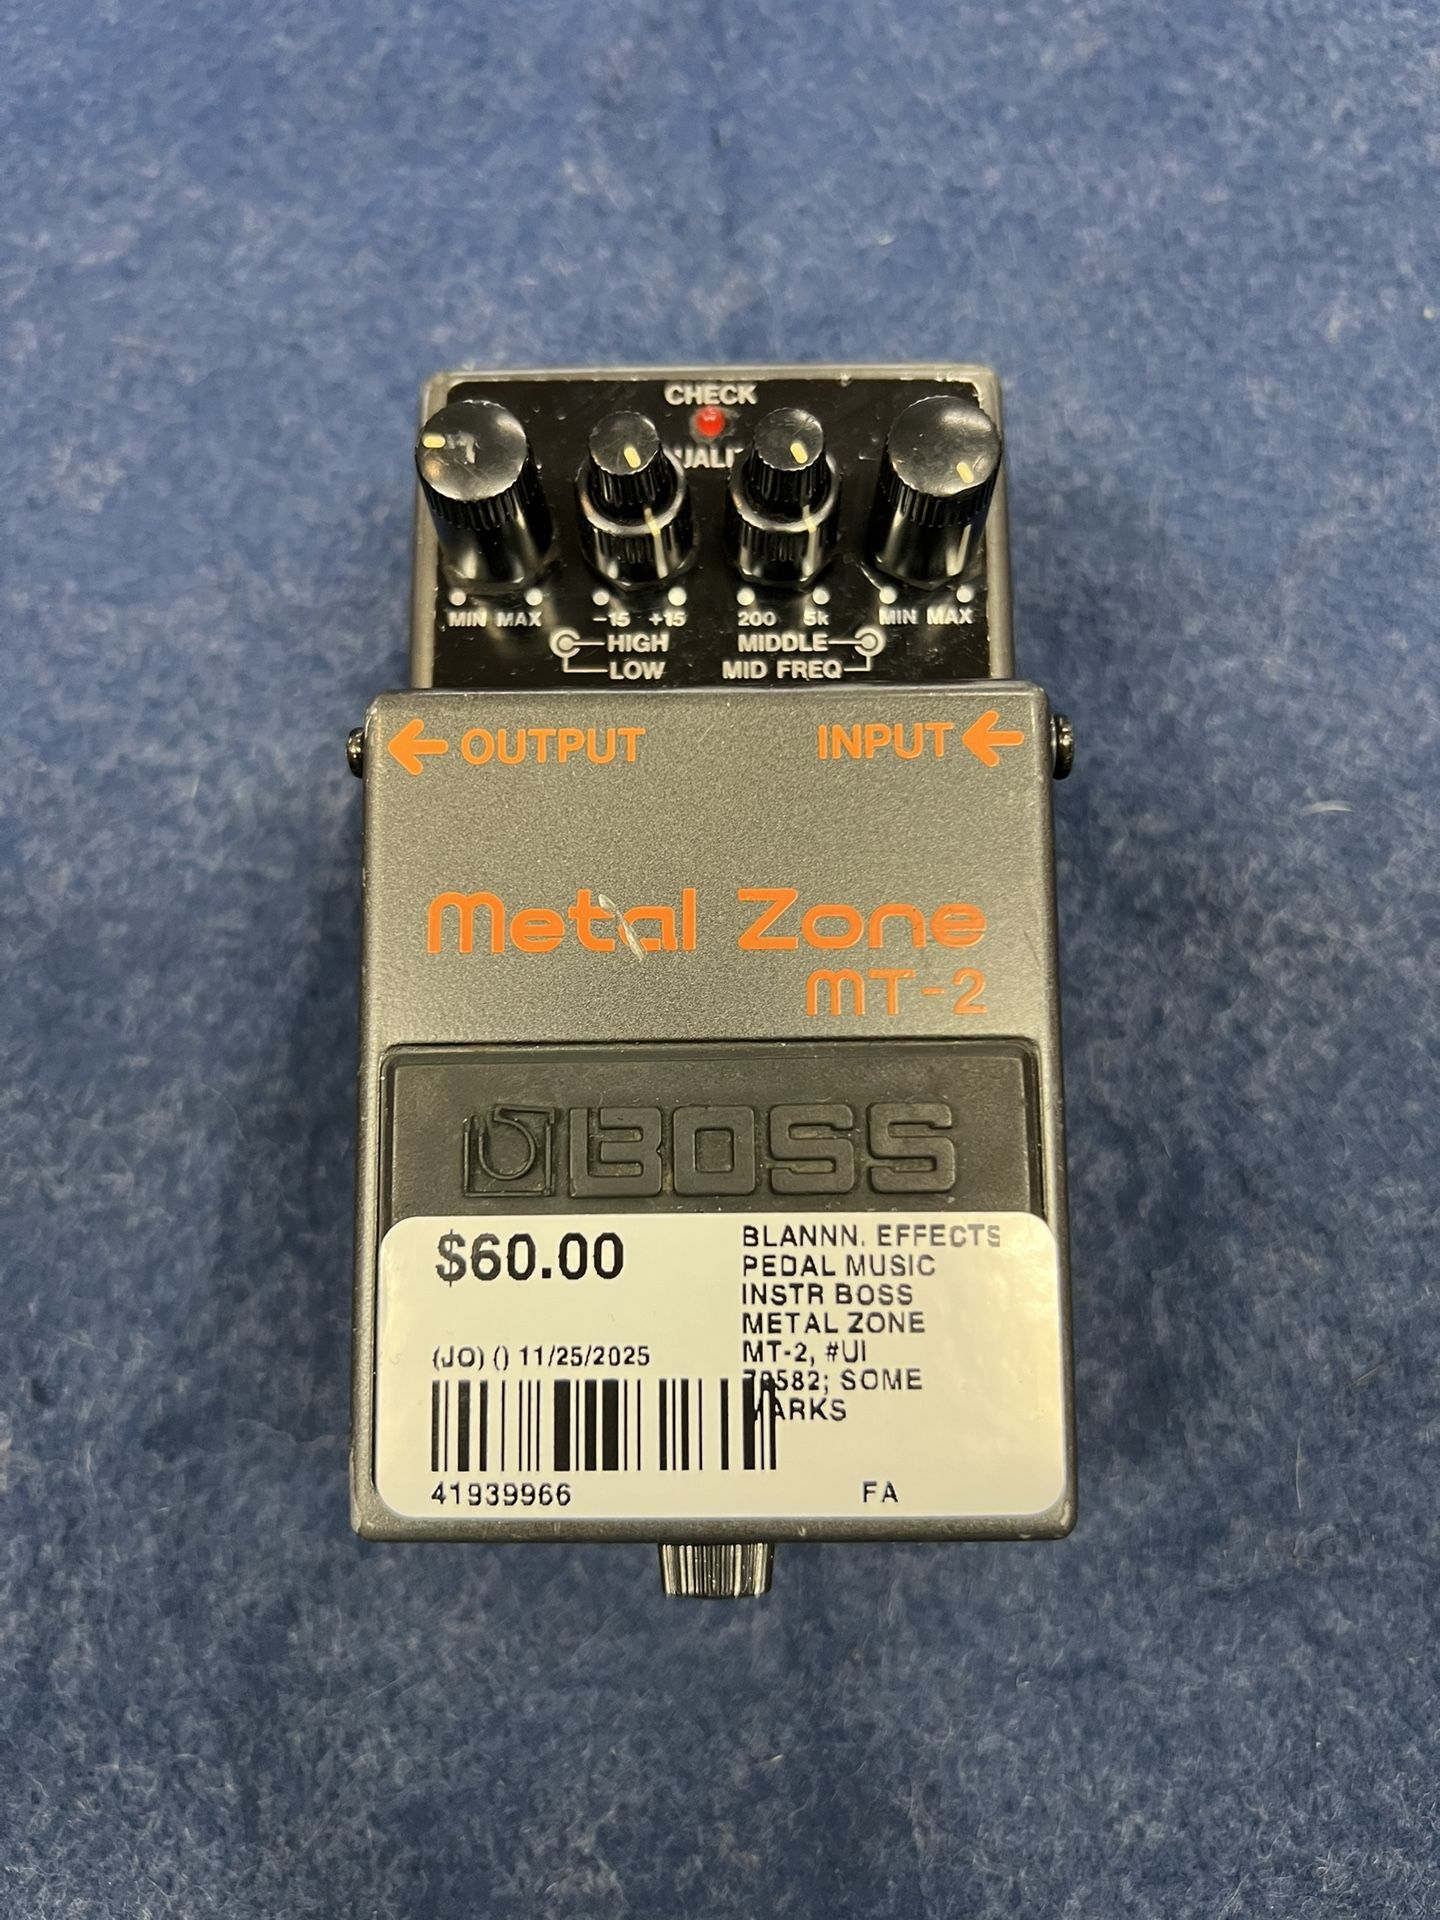 CHECK
MIN MAX
-15 +15
200 5k
MIN MAX
HIGH
LOW
MIDDLE
MID FREQ
← OUTPUT
INPUT ←
Metal Zone
MT-2
BOSS
$60.00
(JO) () 11/25/2025
41939966
BLANNN. EFFECTS
PEDAL MUSIC
INSTR BOSS
METAL ZONE
MT-2, #UI
SOME
FA